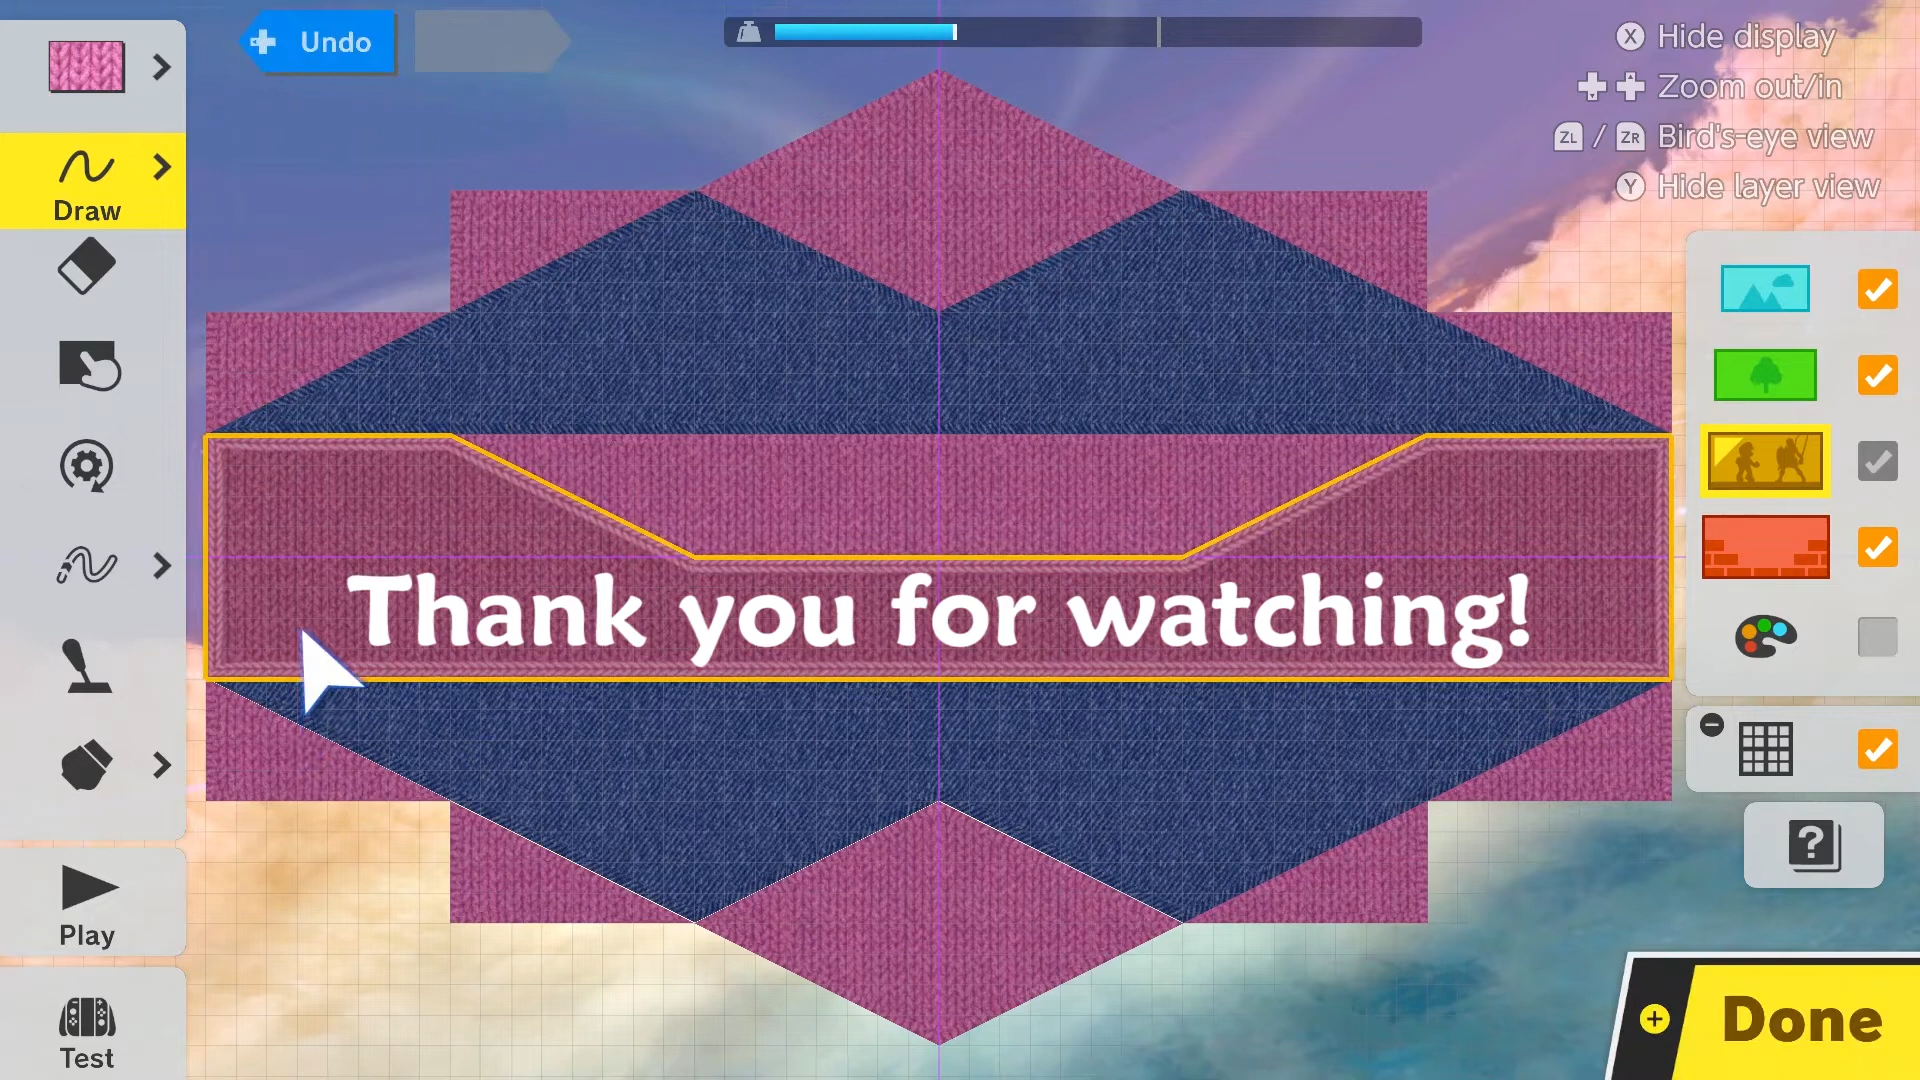 Undo
Hide display
Zoom out/in
ZL / ZR Bird's-eye view
Y Hide layer view
X
Draw
Thank you for watching!
Play
Test
?
Done